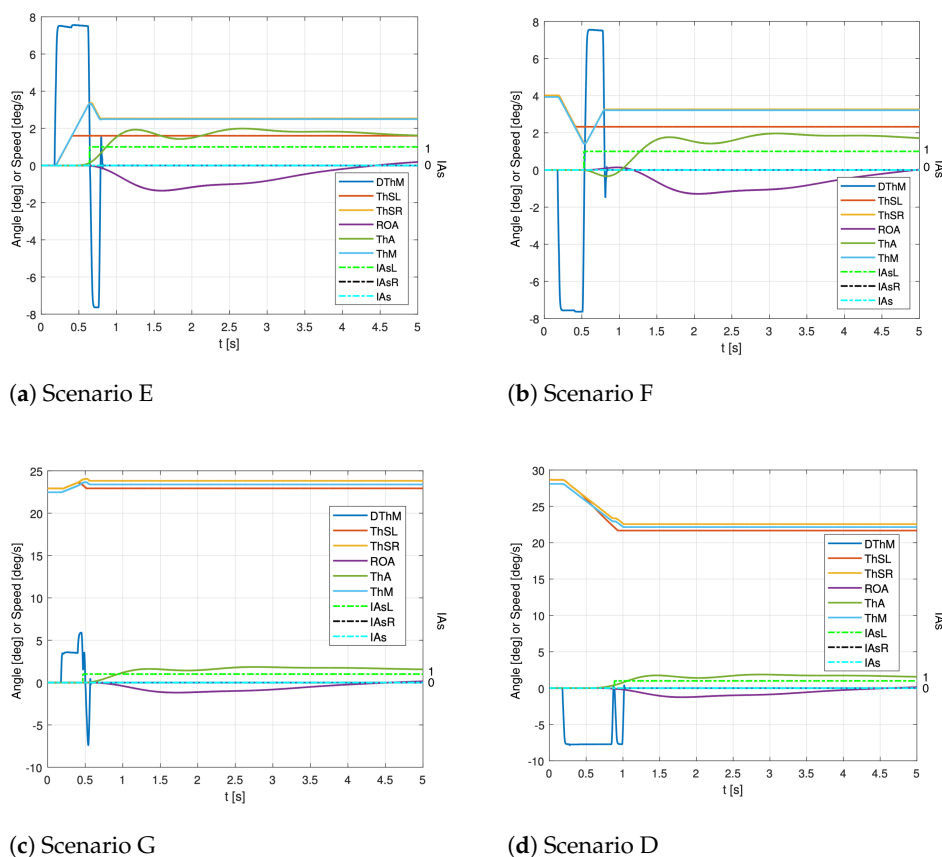 8
6
4
2
0
-2
-4
-6
-8
Angle [deg] or Speed [deg/s]
1
0
IAs
DThM
ThSL
ThSR
ROA
ThA
ThM
IAsL
IAsR
IAs
0 0.5 1 1.5 2 2.5 3 3.5 4 4.5 5
t [s]
(a) Scenario E
8
6
4
2
0
-2
-4
-6
-8
Angle [deg] or Speed [deg/s]
1
0
IAs
DThM
ThSL
ThSR
ROA
ThA
ThM
IAsL
IAsR
IAs
0 0.5 1 1.5 2 2.5 3 3.5 4 4.5 5
t [s]
(b) Scenario F
25
20
15
10
5
0
-5
-10
Angle [deg] or Speed [deg/s]
DThM
ThSL
ThSR
ROA
ThA
ThM
IAsL
IAsR
IAs
IAs
1
0
0 0.5 1 1.5 2 2.5 3 3.5 4 4.5 5
t [s]
(c) Scenario G
30
25
20
15
10
5
0
-5
-10
Angle [deg] or Speed [deg/s]
DThM
ThSL
ThSR
ROA
ThA
ThM
IAsL
IAsR
IAs
IAs
1
0
0 0.5 1 1.5 2 2.5 3 3.5 4 4.5 5
t [s]
(d) Scenario D